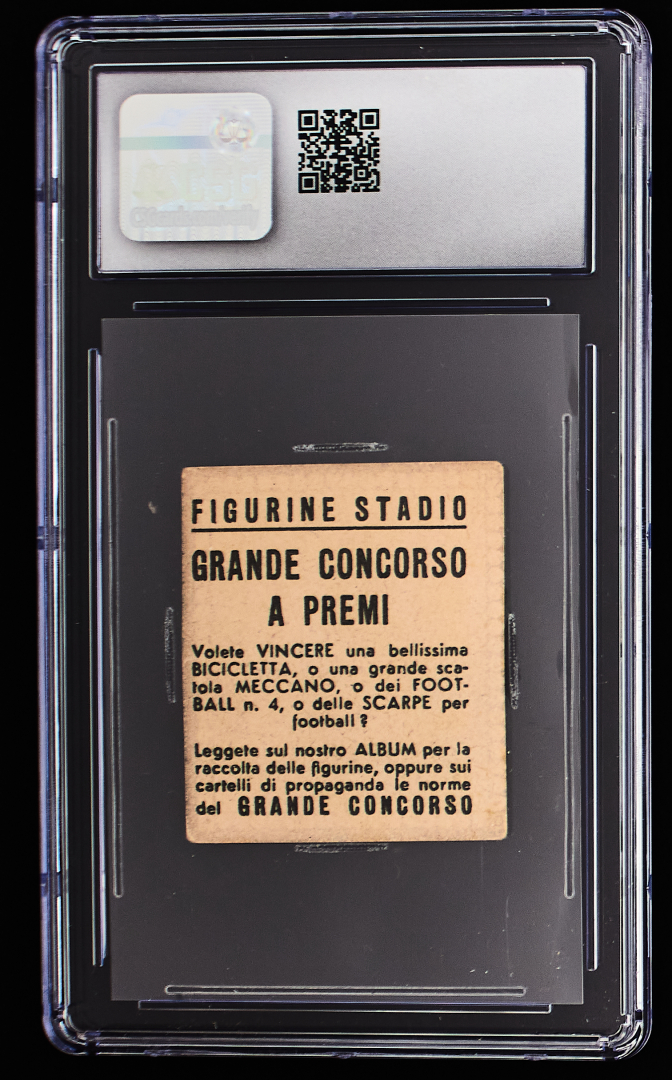 FIGURINE STADIO
GRANDE CONCORSO
A PREMI
Volete VINCERE una bellissima
BICICLETTA, o una grande sca-
tola MECCANO, o dei FOOT-
BALL n. 4, o delle SCARPE per
football ?
Leggete sul nostro ALBUM per la
raccolta delle figurine, oppure sui
cartelli di propaganda le norme
del GRANDE CONCORSO